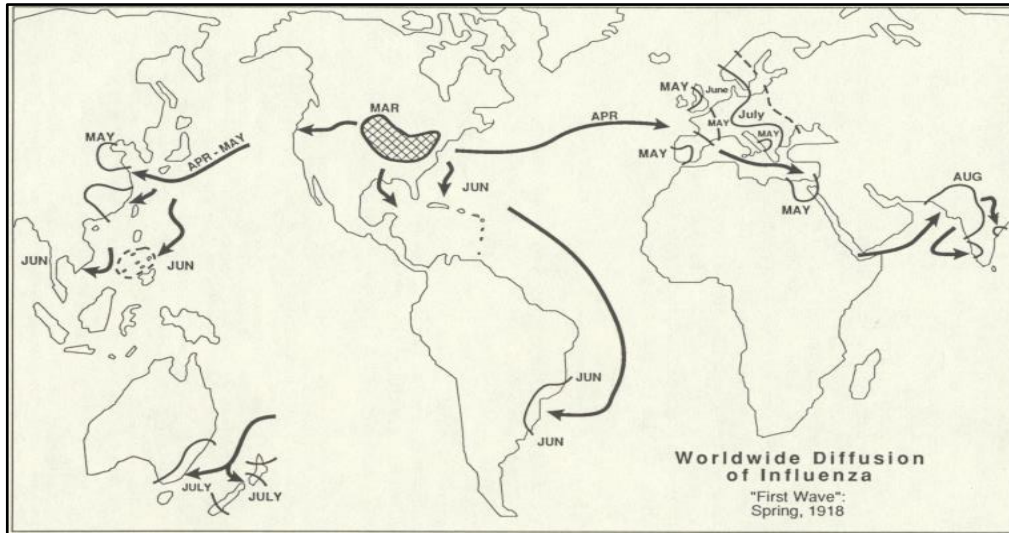 MAR
APR
MAY
June
July
MAY
MAY
MAY
MAY
AUG
MAY
APR - MAY
JUN
JUN
JUN
JUN
JUN
JULY
JULY
Worldwide Diffusion
of Influenza
"First Wave":
Spring, 1918